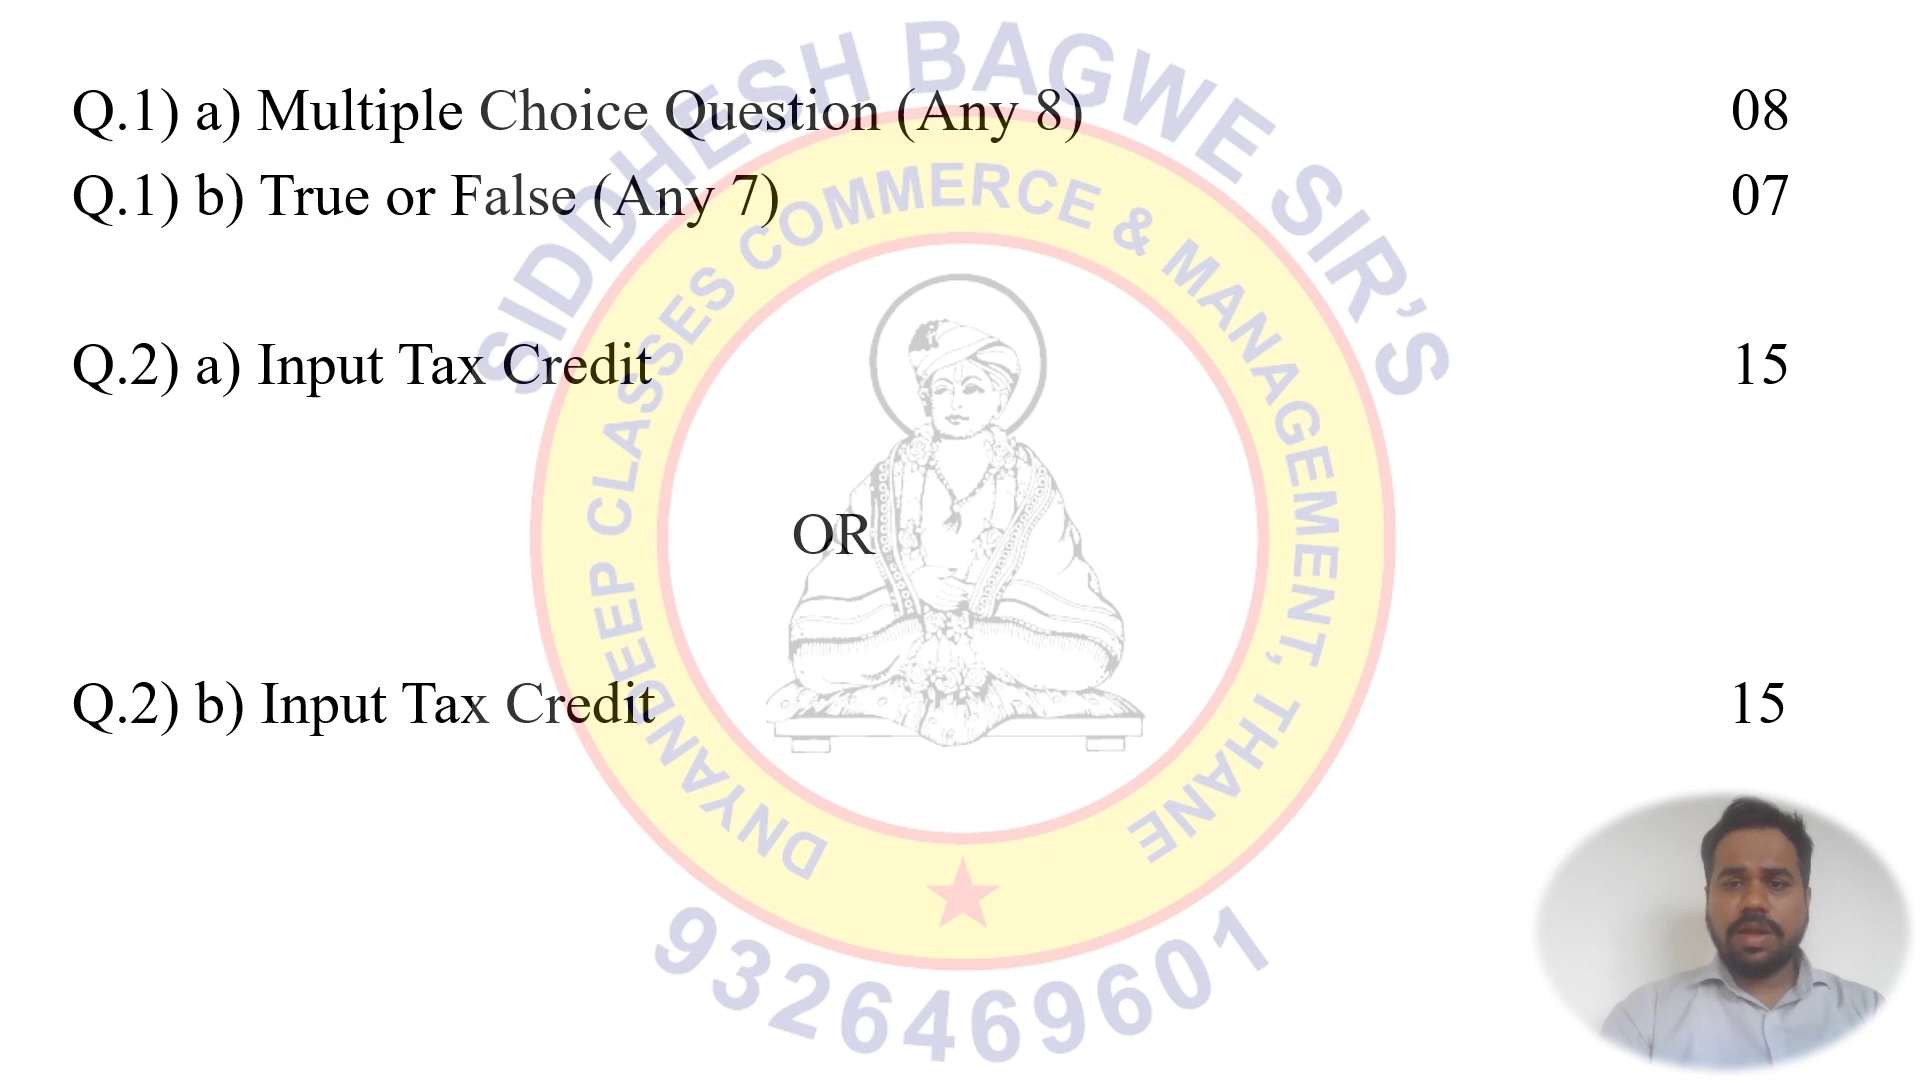 SIDDHESH BAGWE SIR'S
Q.1) a) Multiple Choice Question (Any 8) 08
Q.1) b) True or False (Any 7) 07
Q.2) a) Input Tax Credit 15
OR
Q.2) b) Input Tax Credit 15
DNYANDEEP CLASSES COMMERCE & MANAGEMENT, THANE
9326469601